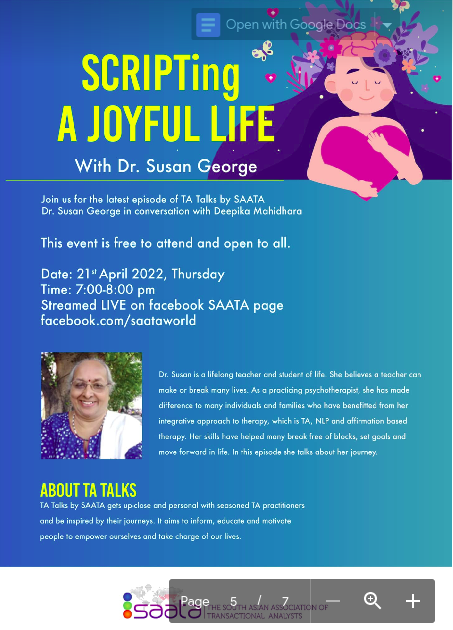 Open with Google Docs
SCRIPTing
A JOYFUL LIFE
With Dr. Susan George
Join us for the latest episode of TA Talks by SAATA
Dr. Susan George in conversation with Deepika Mahidhara
This event is free to attend and open to all.
Date: 21st April 2022, Thursday
Time: 7:00-8:00 pm
Streamed LIVE on facebook SAATA page
facebook.com/saataworld
Dr. Susan is a lifelong teacher and student of life. She believes a teacher can
make or break many lives. As a practicing psychotherapist, she has made
difference to many individuals and families who have benefitted from her
integrative approach to therapy, which is TA, NLP and affirmation based
therapy. Her skills have helped many break free of blocks, set goals and
move forward in life. In this episode she talks about her journey.
ABOUT TA TALKS
TA Talks by SAATA gets up-close and personal with seasoned TA practitioners
and be inspired by their journeys. It aims to inform, educate and motivate
people to empower ourselves and take charge of our lives.
Page 5 / 7
saata THE SOUTH ASIAN ASSOCIATION OF
TRANSACTIONAL ANALYSTS